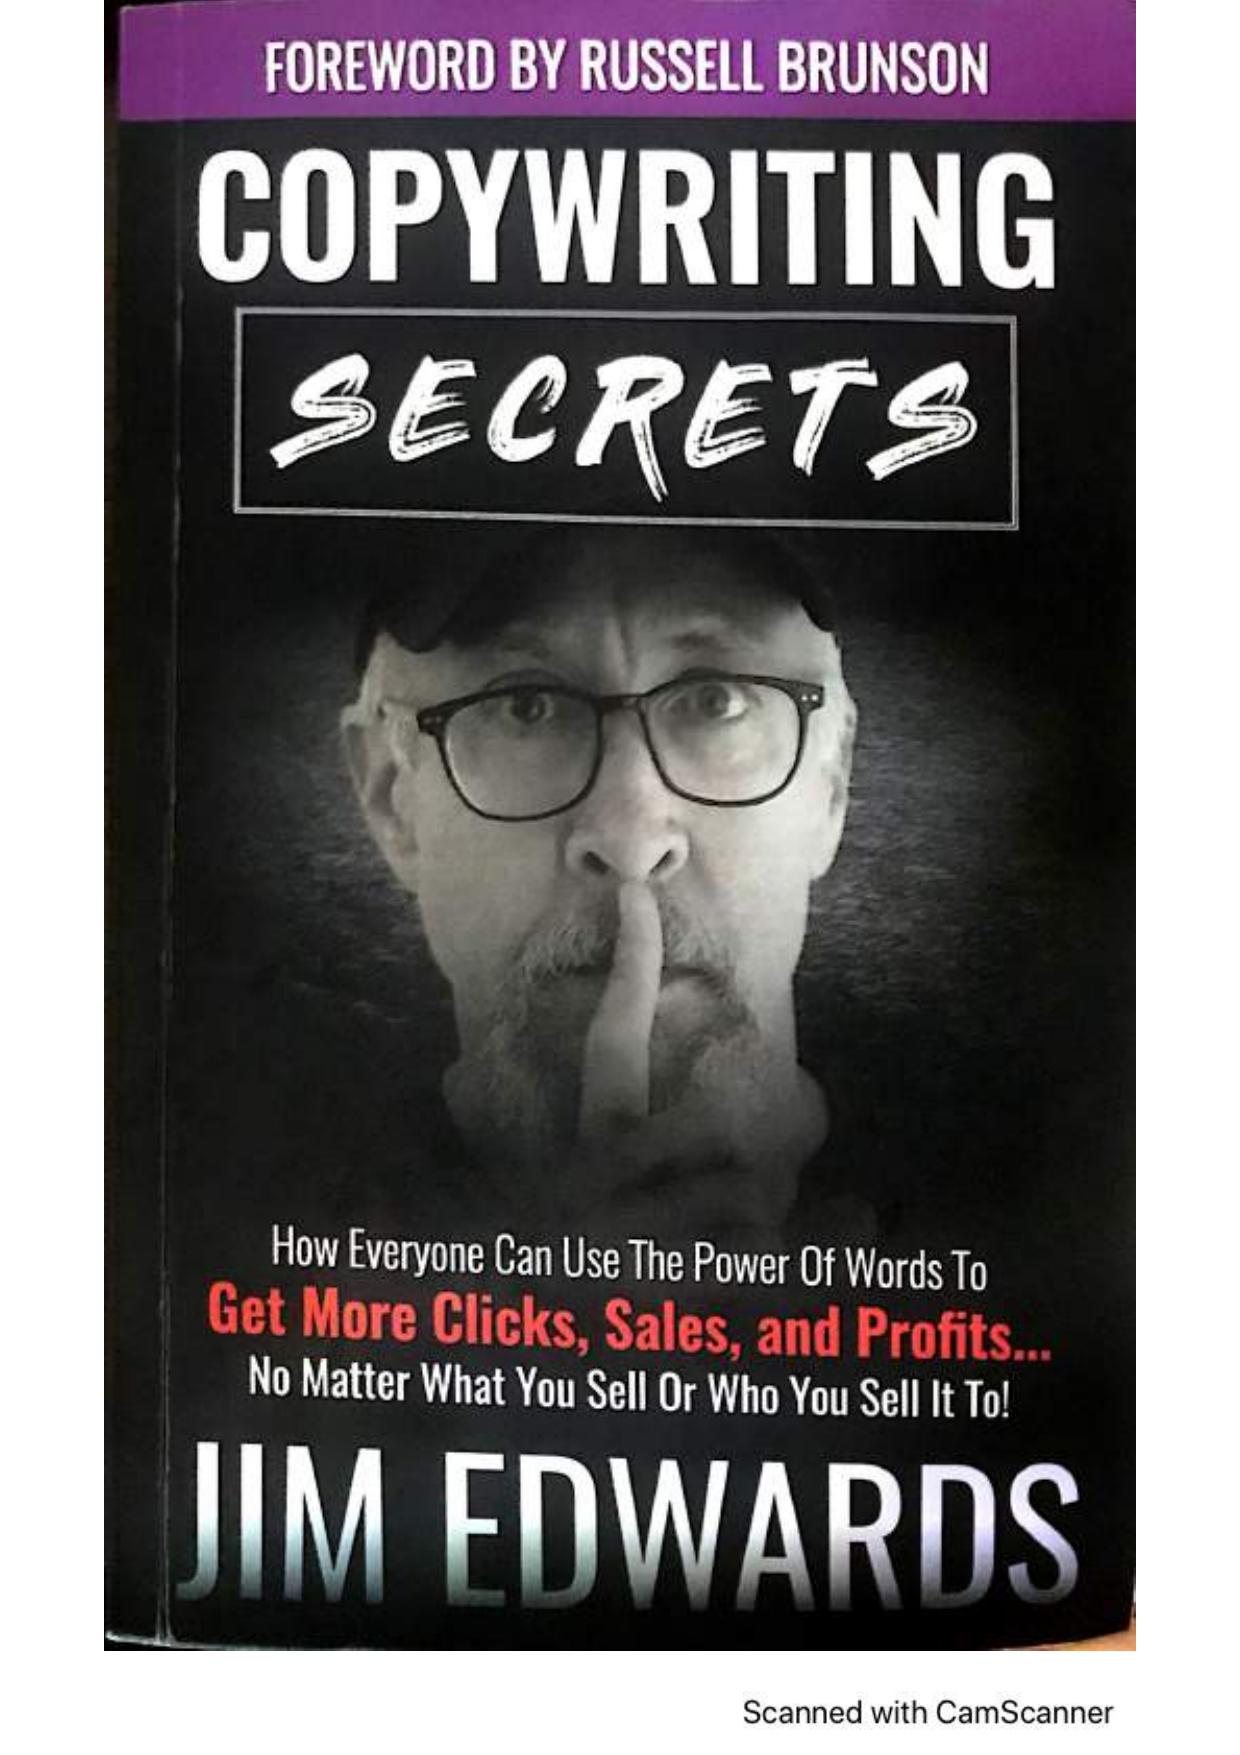 FOREWORD BY RUSSELL BRUNSON
COPYWRITING
SECRETS
How Everyone Can Use The Power Of Words To
Get More Clicks, Sales, and Profits...
No Matter What You Sell Or Who You Sell It To!
JIM EDWARDS
Scanned with CamScanner